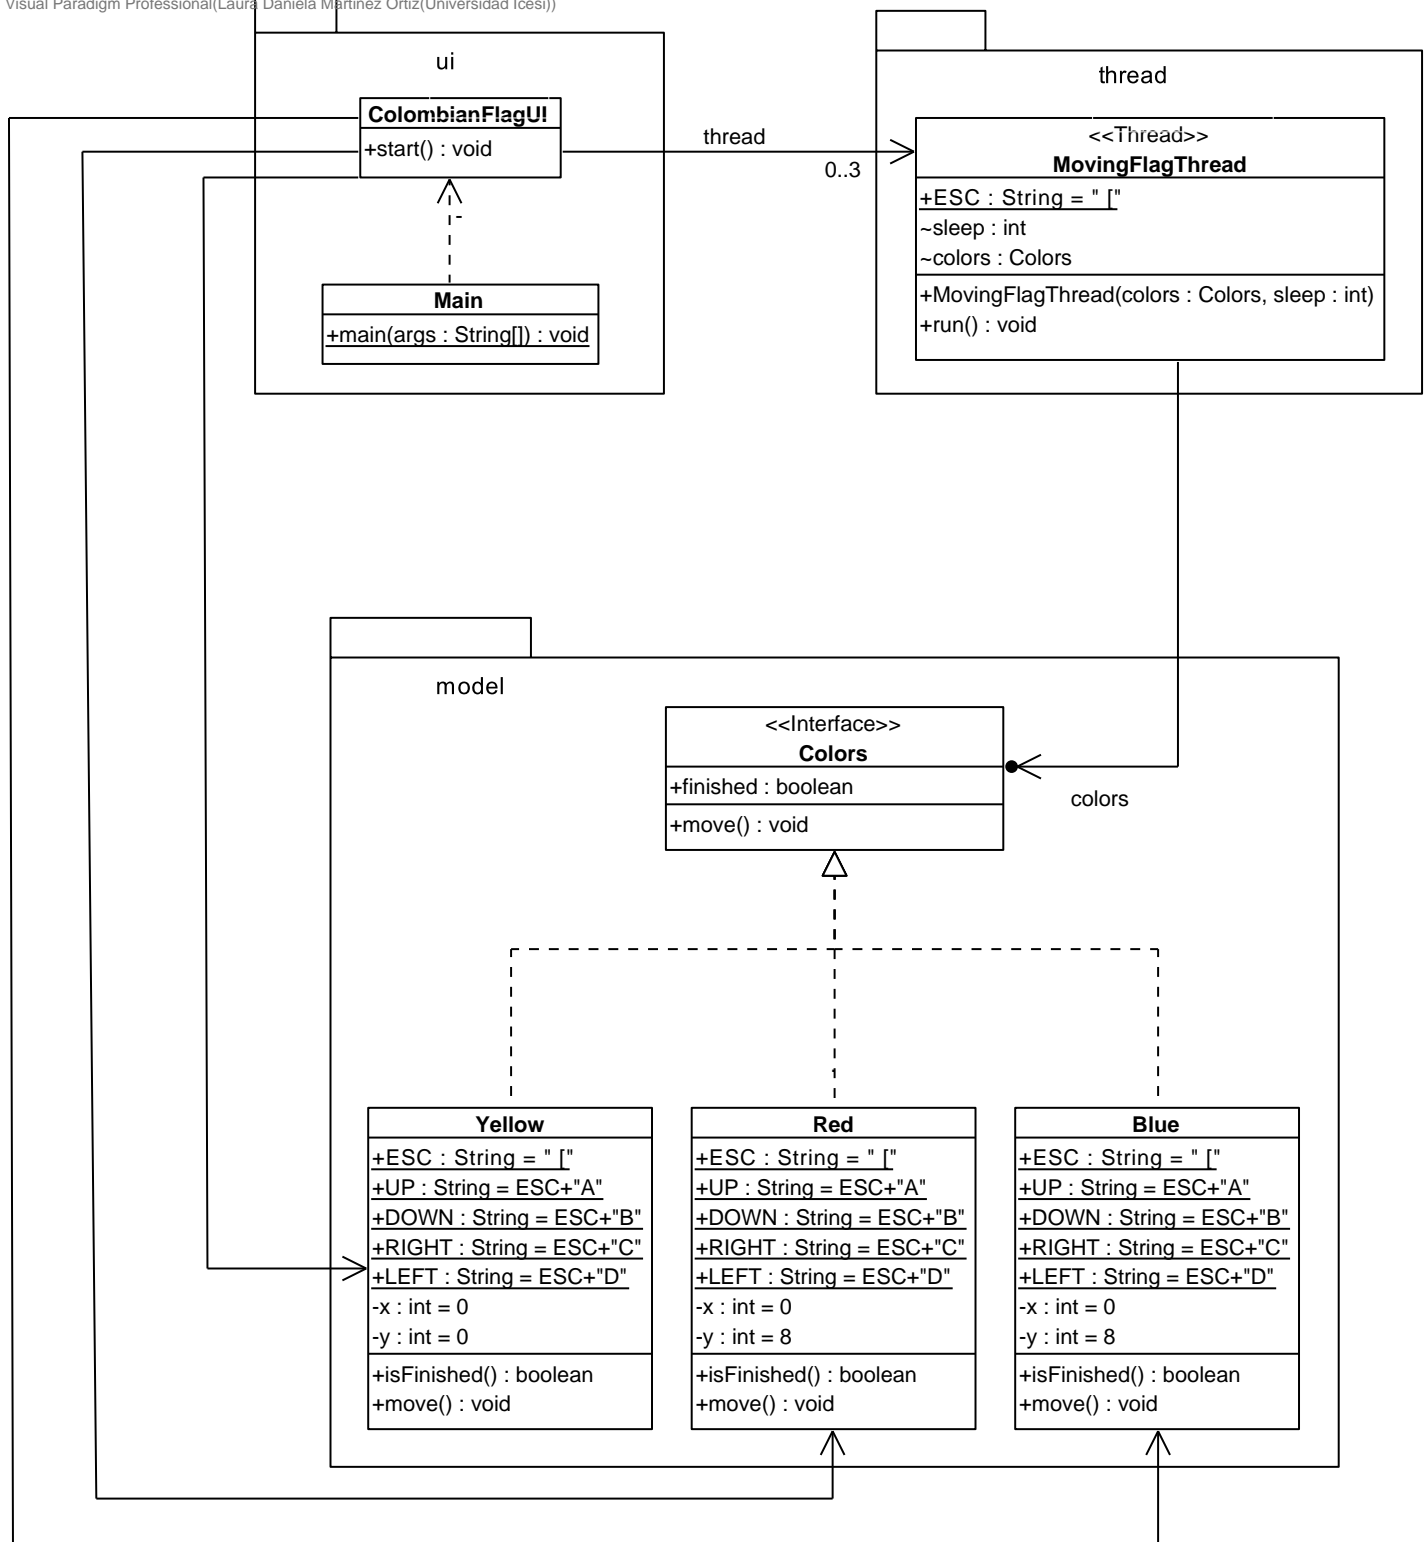 Visual Paradigm Professional(Laura Daniela Martinez Ortiz(Universidad Icesi))
ui
ColombianFlagUI
+start() : void
Main
+main(args : String[]) : void
thread
0..3
thread
<<Thread>>
MovingFlagThread
+ESC : String = " ["
~sleep : int
~colors : Colors
+MovingFlagThread(colors : Colors, sleep : int)
+run() : void
model
<<Interface>>
Colors
+finished : boolean
+move() : void
colors
Yellow
+ESC : String = " ["
+UP : String = ESC+"A"
+DOWN : String = ESC+"B"
+RIGHT : String = ESC+"C"
+LEFT : String = ESC+"D"
-x : int = 0
-y : int = 0
+isFinished() : boolean
+move() : void
Red
+ESC : String = " ["
+UP : String = ESC+"A"
+DOWN : String = ESC+"B"
+RIGHT : String = ESC+"C"
+LEFT : String = ESC+"D"
-x : int = 0
-y : int = 8
+isFinished() : boolean
+move() : void
Blue
+ESC : String = " ["
+UP : String = ESC+"A"
+DOWN : String = ESC+"B"
+RIGHT : String = ESC+"C"
+LEFT : String = ESC+"D"
-x : int = 0
-y : int = 8
+isFinished() : boolean
+move() : void